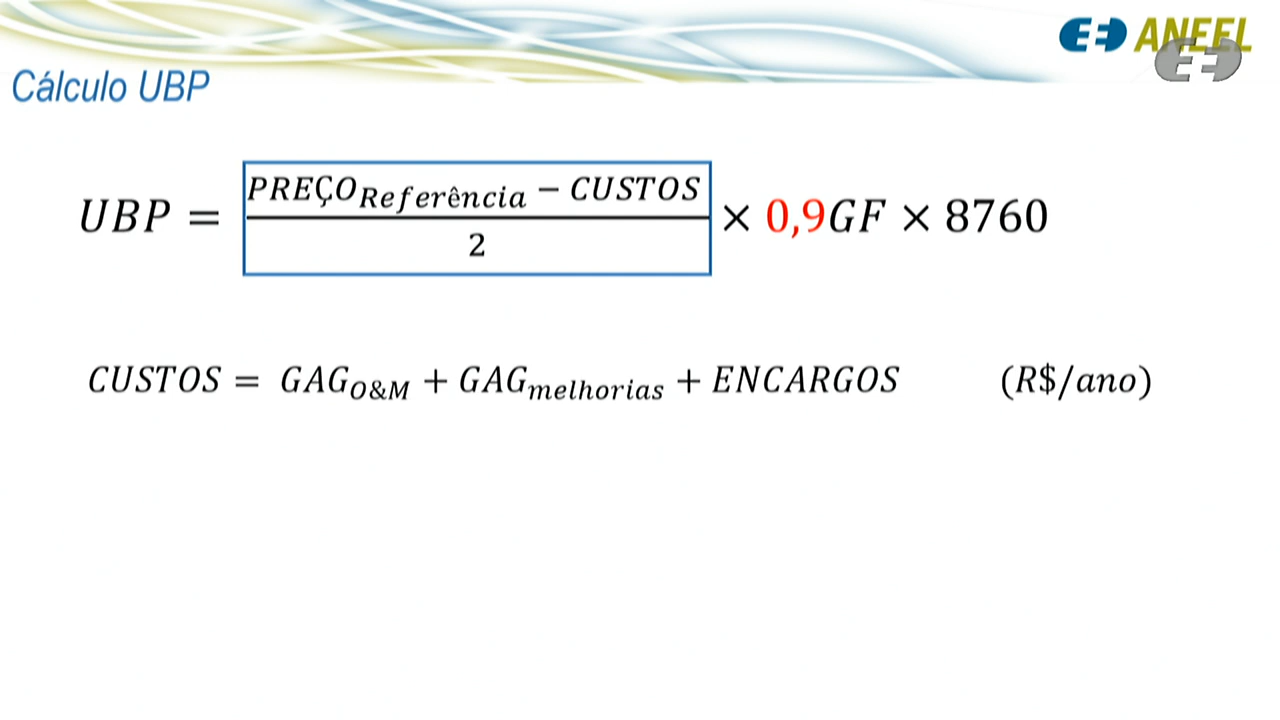 ANEEL
Cálculo UBP
UBP = (PREÇO_Referência − CUSTOS) / 2 × 0,9GF × 8760
CUSTOS = GAG_O&M + GAG_melhorias + ENCARGOS (R$/ano)